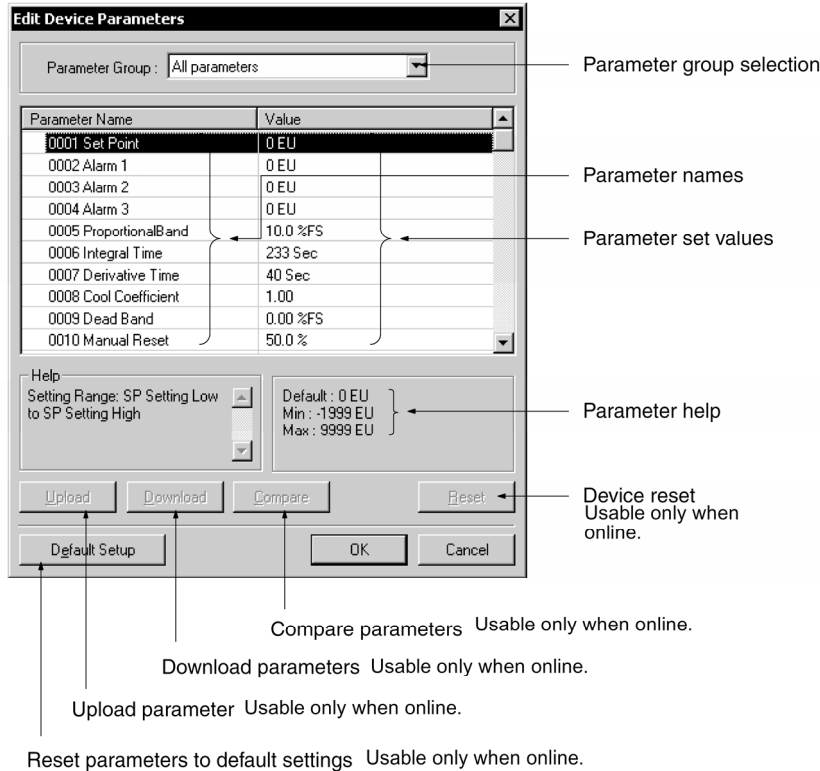 Edit Device Parameters
Parameter Group : All parameters
Parameter group selection
Parameter Name Value
0001 Set Point 0 EU
0002 Alarm 1 0 EU
0003 Alarm 2 0 EU
Parameter names
0004 Alarm 3 0 EU
0005 ProportionalBand 10.0 %FS
Parameter set values
0006 Integral Time 233 Sec
0007 Derivative Time 40 Sec
0008 Cool Coefficient 1.00
0009 Dead Band 0.00 %FS
0010 Manual Reset 50.0 %
Help
Setting Range: SP Setting Low
to SP Setting High
Default : 0 EU
Min : -1999 EU
Max : 9999 EU
Parameter help
Upload Download Compare Reset
Device reset
Usable only when
online.
Default Setup OK Cancel
Compare parameters Usable only when online.
Download parameters Usable only when online.
Upload parameter Usable only when online.
Reset parameters to default settings Usable only when online.